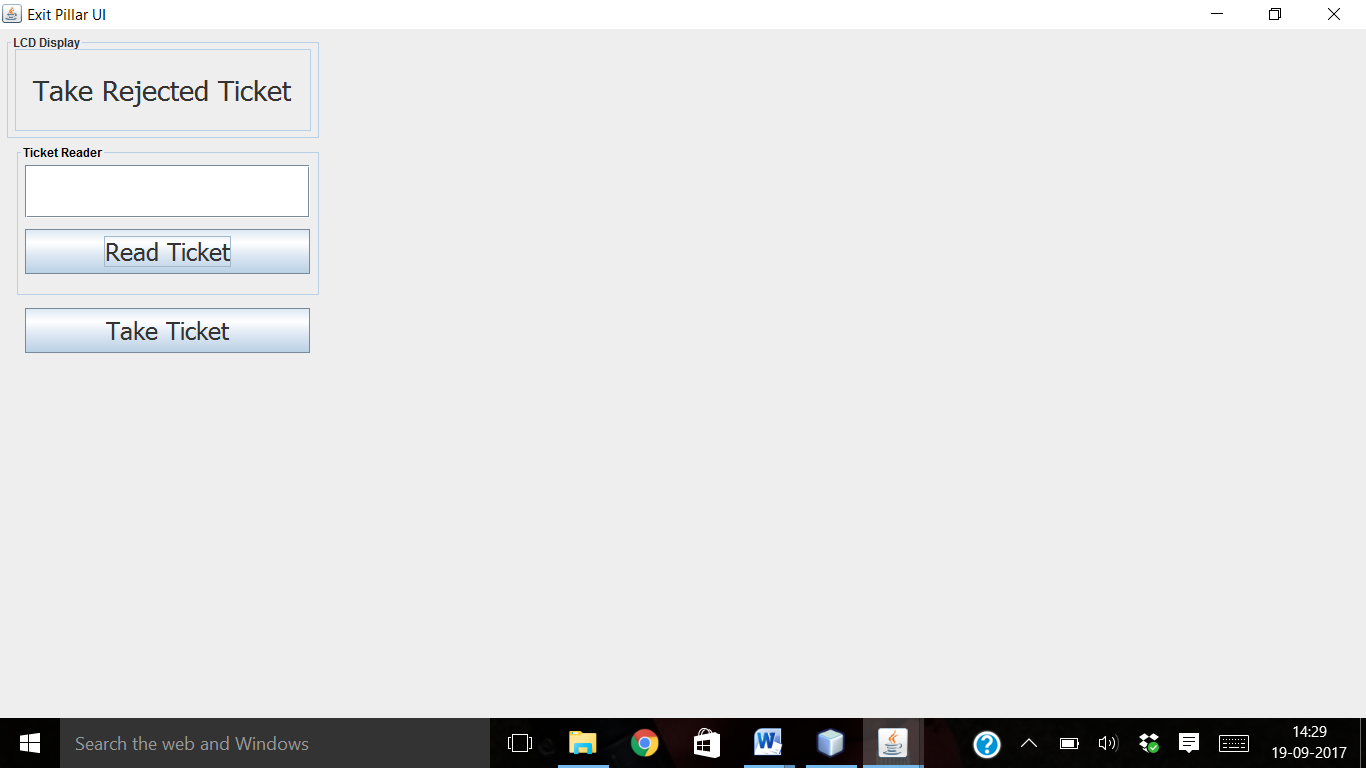 Exit Pillar UI
LCD Display
Take Rejected Ticket
Ticket Reader
Read Ticket
Take Ticket
Search the web and Windows
14:29
19-09-2017